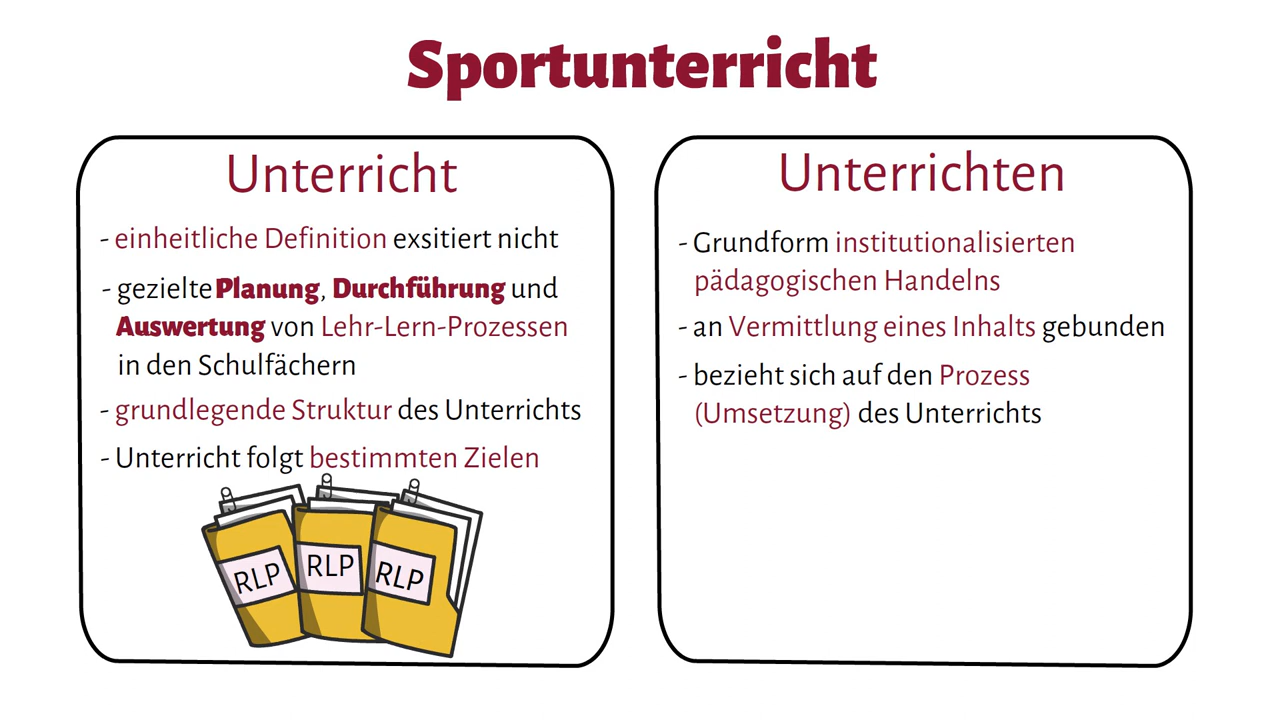 Sportunterricht
Unterricht
- einheitliche Definition exsitiert nicht
- gezielte Planung, Durchführung und
Auswertung von Lehr-Lern-Prozessen
in den Schulfächern
- grundlegende Struktur des Unterrichts
- Unterricht folgt bestimmten Zielen
RLP
RLP
RLP
Unterrichten
- Grundform institutionalisierten
pädagogischen Handelns
- an Vermittlung eines Inhalts gebunden
- bezieht sich auf den Prozess
(Umsetzung) des Unterrichts